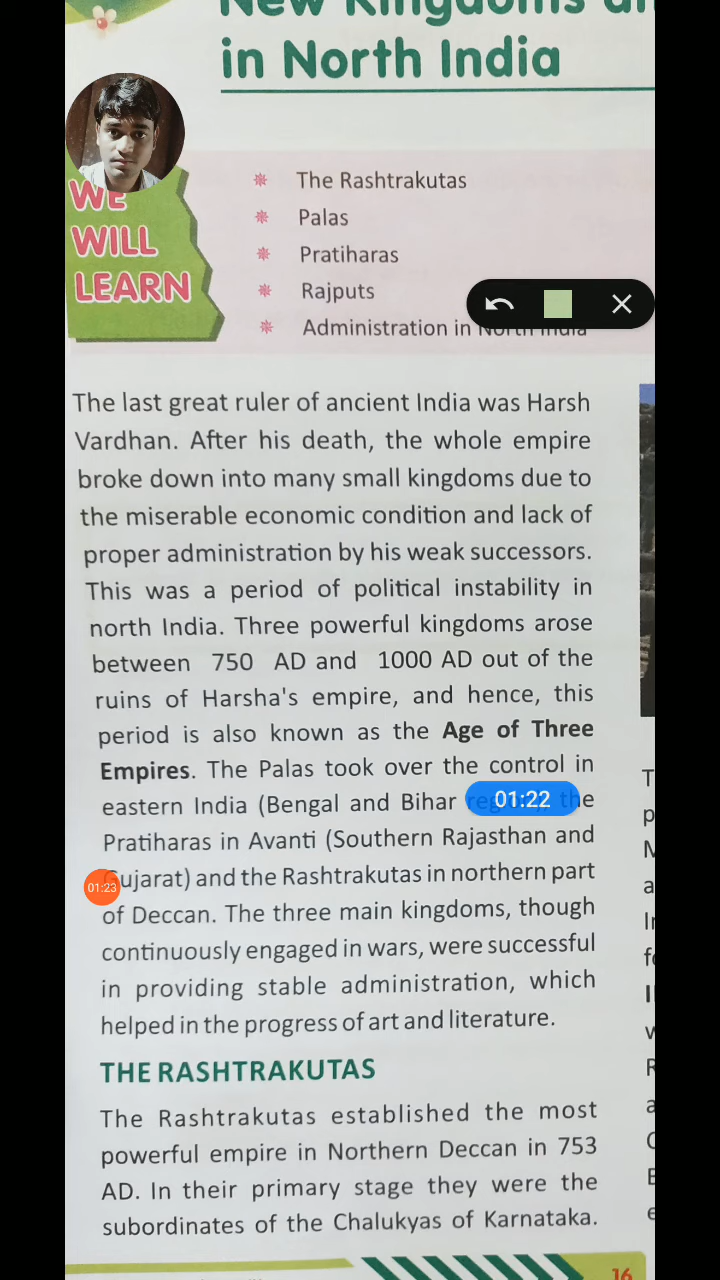 in North India
WE
WILL
LEARN
The Rashtrakutas
Palas
Pratiharas
Rajputs
Administration in North India
The last great ruler of ancient India was Harsh
Vardhan. After his death, the whole empire
broke down into many small kingdoms due to
the miserable economic condition and lack of
proper administration by his weak successors.
This was a period of political instability in
north India. Three powerful kingdoms arose
between 750 AD and 1000 AD out of the
ruins of Harsha's empire, and hence, this
period is also known as the Age of Three
Empires. The Palas took over the control in
eastern India (Bengal and Bihar the
01:22
Pratiharas in Avanti (Southern Rajasthan and
Gujarat) and the Rashtrakutas in northern part
01:23
of Deccan. The three main kingdoms, though
continuously engaged in wars, were successful
in providing stable administration, which
helped in the progress of art and literature.
THE RASHTRAKUTAS
The Rashtrakutas established the most
powerful empire in Northern Deccan in 753
AD. In their primary stage they were the
subordinates of the Chalukyas of Karnataka.
16